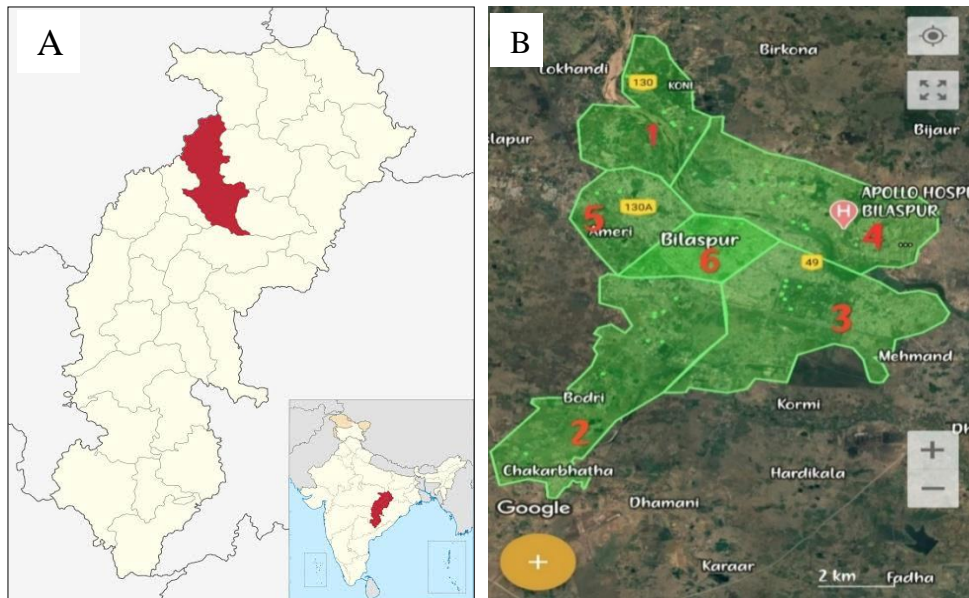 A
B
Birkona
Lokhandi
130
KONI
Bijaur
slapur
1
APOLLO HOSPI
BILASPUR
5
130A
Ameri
Bilaspur
4
6
49
3
Mehmand
Bodri
Kormi
2
Chakarbhatha
Hardikala
Google
Dhamani
Karaar
2 km
Fadha